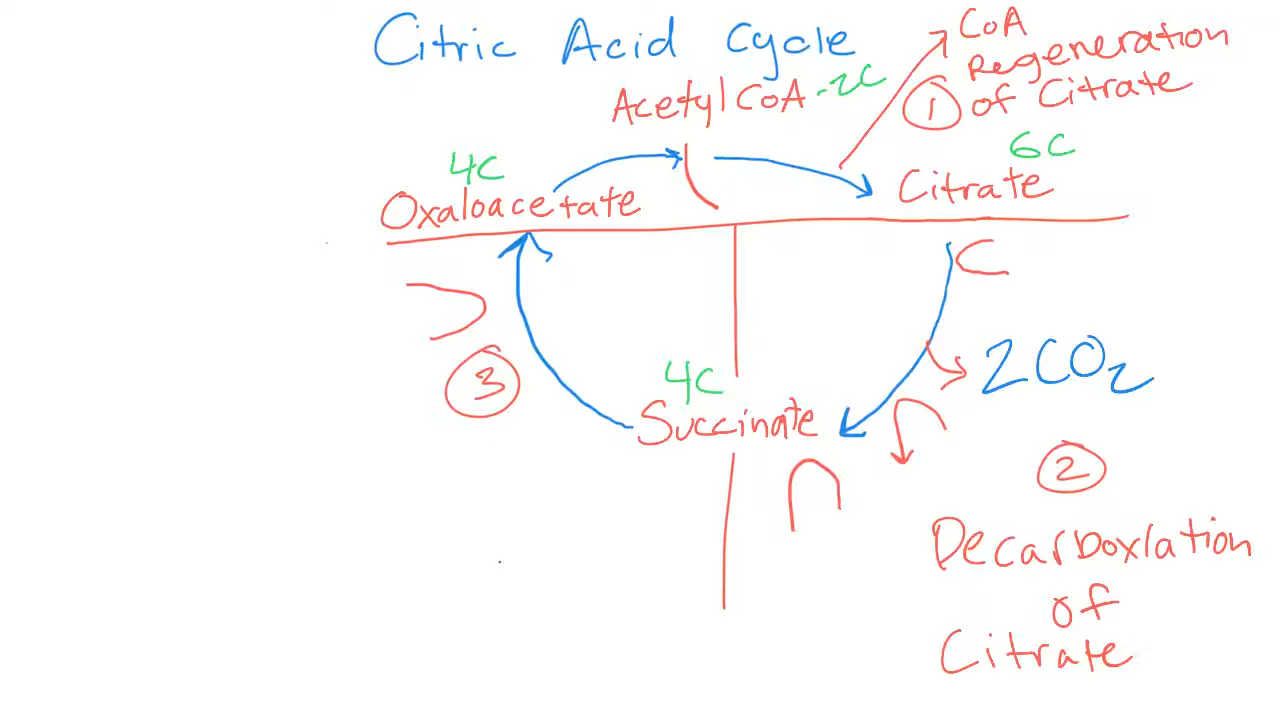 Citric Acid Cycle
CoA
Regeneration
of Citrate
1
Acetyl CoA - 2C
4C
6C
Oxaloacetate
Citrate
2CO2
3
4C
Succinate
2
Decarboxlation
of
Citrate